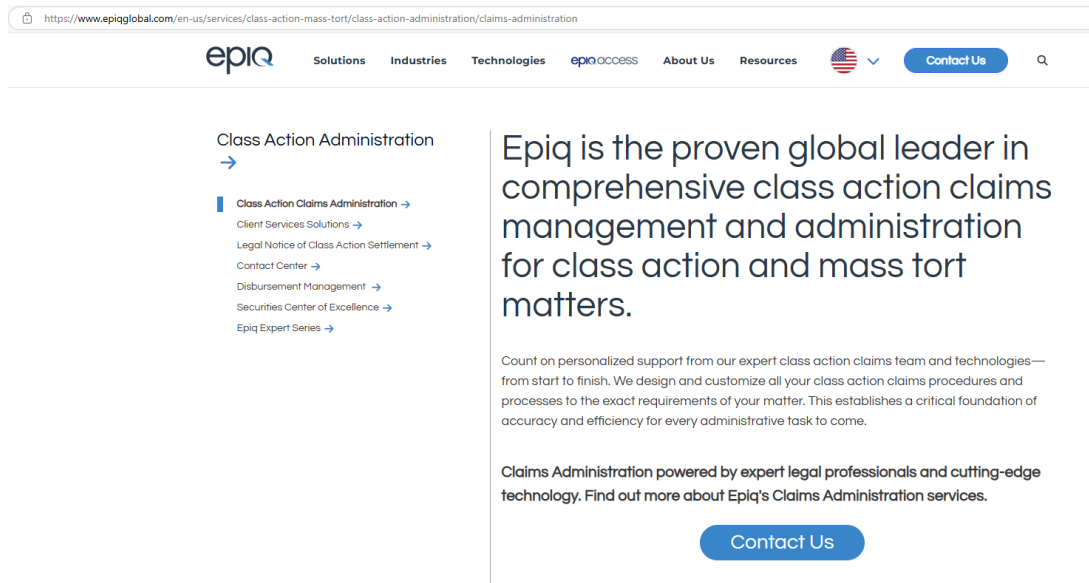 https://www.epiqglobal.com/en-us/services/class-action-mass-tort/class-action-administration/claims-administration
epiq
Solutions
Industries
Technologies
epiq access
About Us
Resources
Contact Us
Class Action Administration
Class Action Claims Administration
Client Services Solutions
Legal Notice of Class Action Settlement
Contact Center
Disbursement Management
Securities Center of Excellence
Epiq Expert Series
Epiq is the proven global leader in
comprehensive class action claims
management and administration
for class action and mass tort
matters.
Count on personalized support from our expert class action claims team and technologies—
from start to finish. We design and customize all your class action claims procedures and
processes to the exact requirements of your matter. This establishes a critical foundation of
accuracy and efficiency for every administrative task to come.
Claims Administration powered by expert legal professionals and cutting-edge
technology. Find out more about Epiq's Claims Administration services.
Contact Us